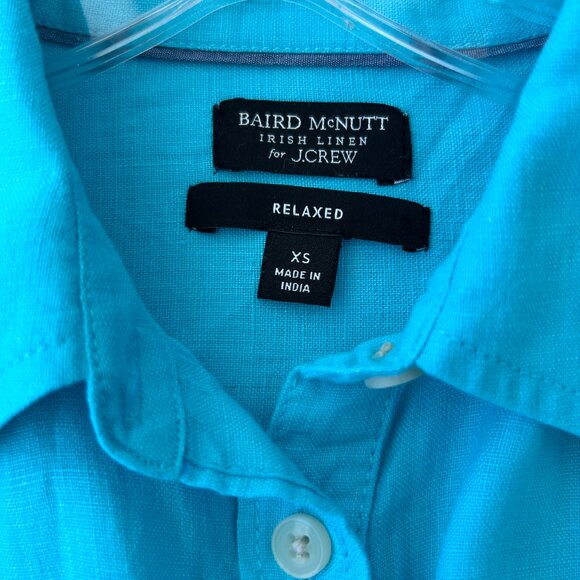 BAIRD McNUTT
IRISH LINEN
for J.CREW
RELAXED
XS
MADE IN
INDIA